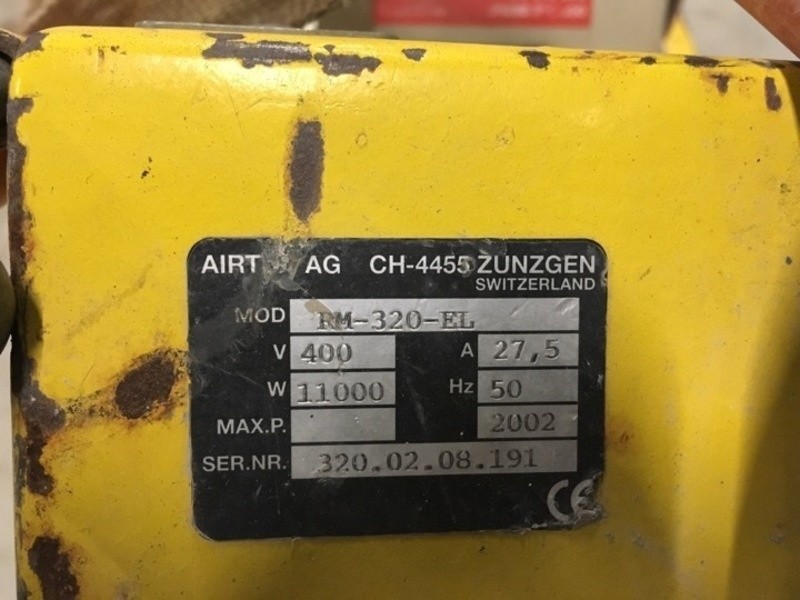 AIRT AG CH-4455 ZUNZGEN
SWITZERLAND
MOD RM-320-EL
V 400 A 27,5
W 11000 Hz 50
MAX.P. 2002
SER.NR. 320.02.08.191
CE